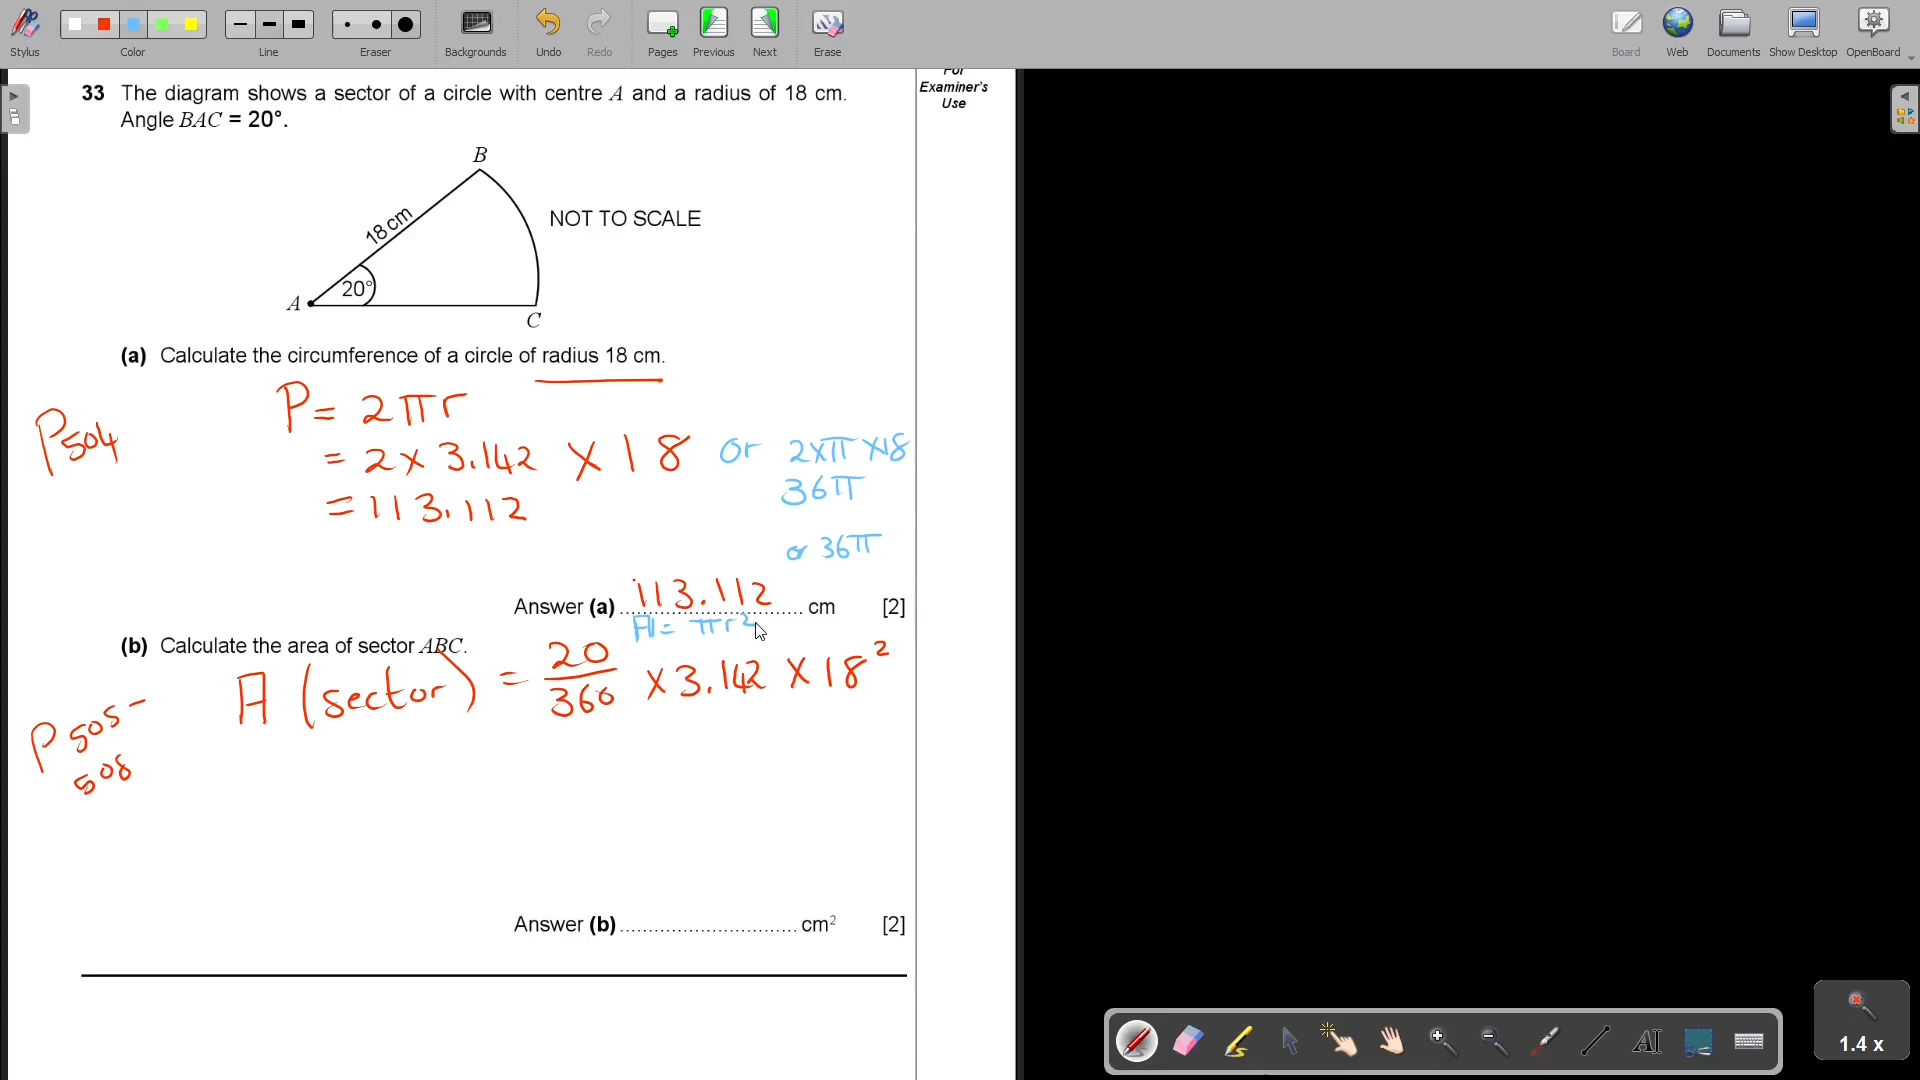 Stylus Color Line Eraser Backgrounds Undo Redo Pages Previous Next Erase Board Web Documents Show Desktop OpenBoard
For
Examiner's
Use
33 The diagram shows a sector of a circle with centre A and a radius of 18 cm.
Angle BAC = 20°.
B
18 cm
NOT TO SCALE
20°
A
C
(a) Calculate the circumference of a circle of radius 18 cm.
P504
P = 2πr
= 2 × 3.142 × 18 or 2×π×18
36π
= 113.112
or 36π
113.112
Answer (a) ............................... cm [2]
A = πr²
(b) Calculate the area of sector ABC.
A (sector) = 20/360 × 3.142 × 18²
P 505-
508
Answer (b) .............................. cm² [2]
1.4 x